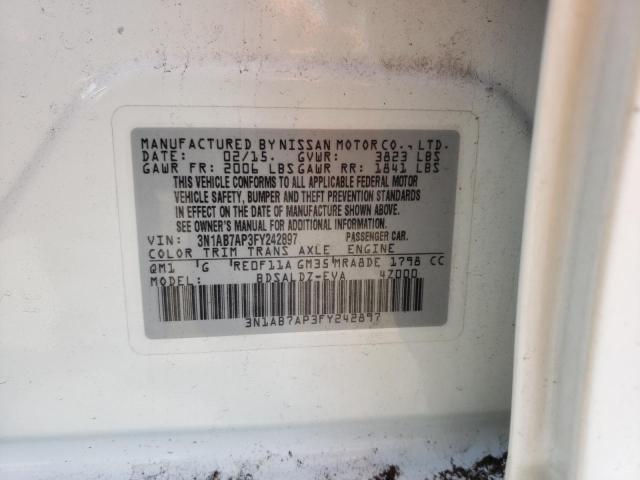 MANUFACTURED BY NISSAN MOTOR CO., LTD.
DATE: 02/15. GVWR: 3823 LBS
GAWR FR: 2006 LBS GAWR RR: 1841 LBS
THIS VEHICLE CONFORMS TO ALL APPLICABLE FEDERAL MOTOR
VEHICLE SAFETY, BUMPER AND THEFT PREVENTION STANDARDS
IN EFFECT ON THE DATE OF MANUFACTURE SHOWN ABOVE.
SEE OWNER'S MANUAL FOR ADDITIONAL INFORMATION.
VIN: 3N1AB7AP3FY242897 PASSENGER CAR.
COLOR TRIM TRANS AXLE ENGINE
QM1 G RE0F11A GM35 MRA8DE 1798 CC
MODEL: BDSALDZ-EVA 4Z000
3N1AB7AP3FY242897